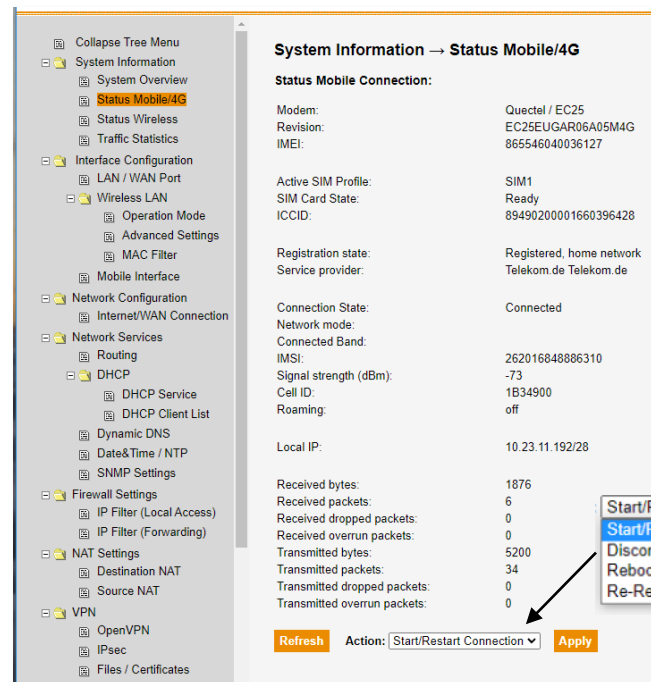 Collapse Tree Menu
System Information
System Overview
Status Mobile/4G
Status Wireless
Traffic Statistics
Interface Configuration
LAN / WAN Port
Wireless LAN
Operation Mode
Advanced Settings
MAC Filter
Mobile Interface
Network Configuration
Internet/WAN Connection
Network Services
Routing
DHCP
DHCP Service
DHCP Client List
Dynamic DNS
Date&Time / NTP
SNMP Settings
Firewall Settings
IP Filter (Local Access)
IP Filter (Forwarding)
NAT Settings
Destination NAT
Source NAT
VPN
OpenVPN
IPsec
Files / Certificates
System Information → Status Mobile/4G
Status Mobile Connection:
Modem: Quectel / EC25
Revision: EC25EUGAR06A05M4G
IMEI: 865546040036127
Active SIM Profile: SIM1
SIM Card State: Ready
ICCID: 89490200001660396428
Registration state: Registered, home network
Service provider: Telekom.de Telekom.de
Connection State: Connected
Network mode:
Connected Band:
IMSI: 262016848886310
Signal strength (dBm): -73
Cell ID: 1B34900
Roaming: off
Local IP: 10.23.11.192/28
Received bytes: 1876
Received packets: 6
Received dropped packets: 0
Received overrun packets: 0
Transmitted bytes: 5200
Transmitted packets: 34
Transmitted dropped packets: 0
Transmitted overrun packets: 0
Refresh Action: Start/Restart Connection Apply
: Start/
Start/
Discor
Reboo
Re-Re